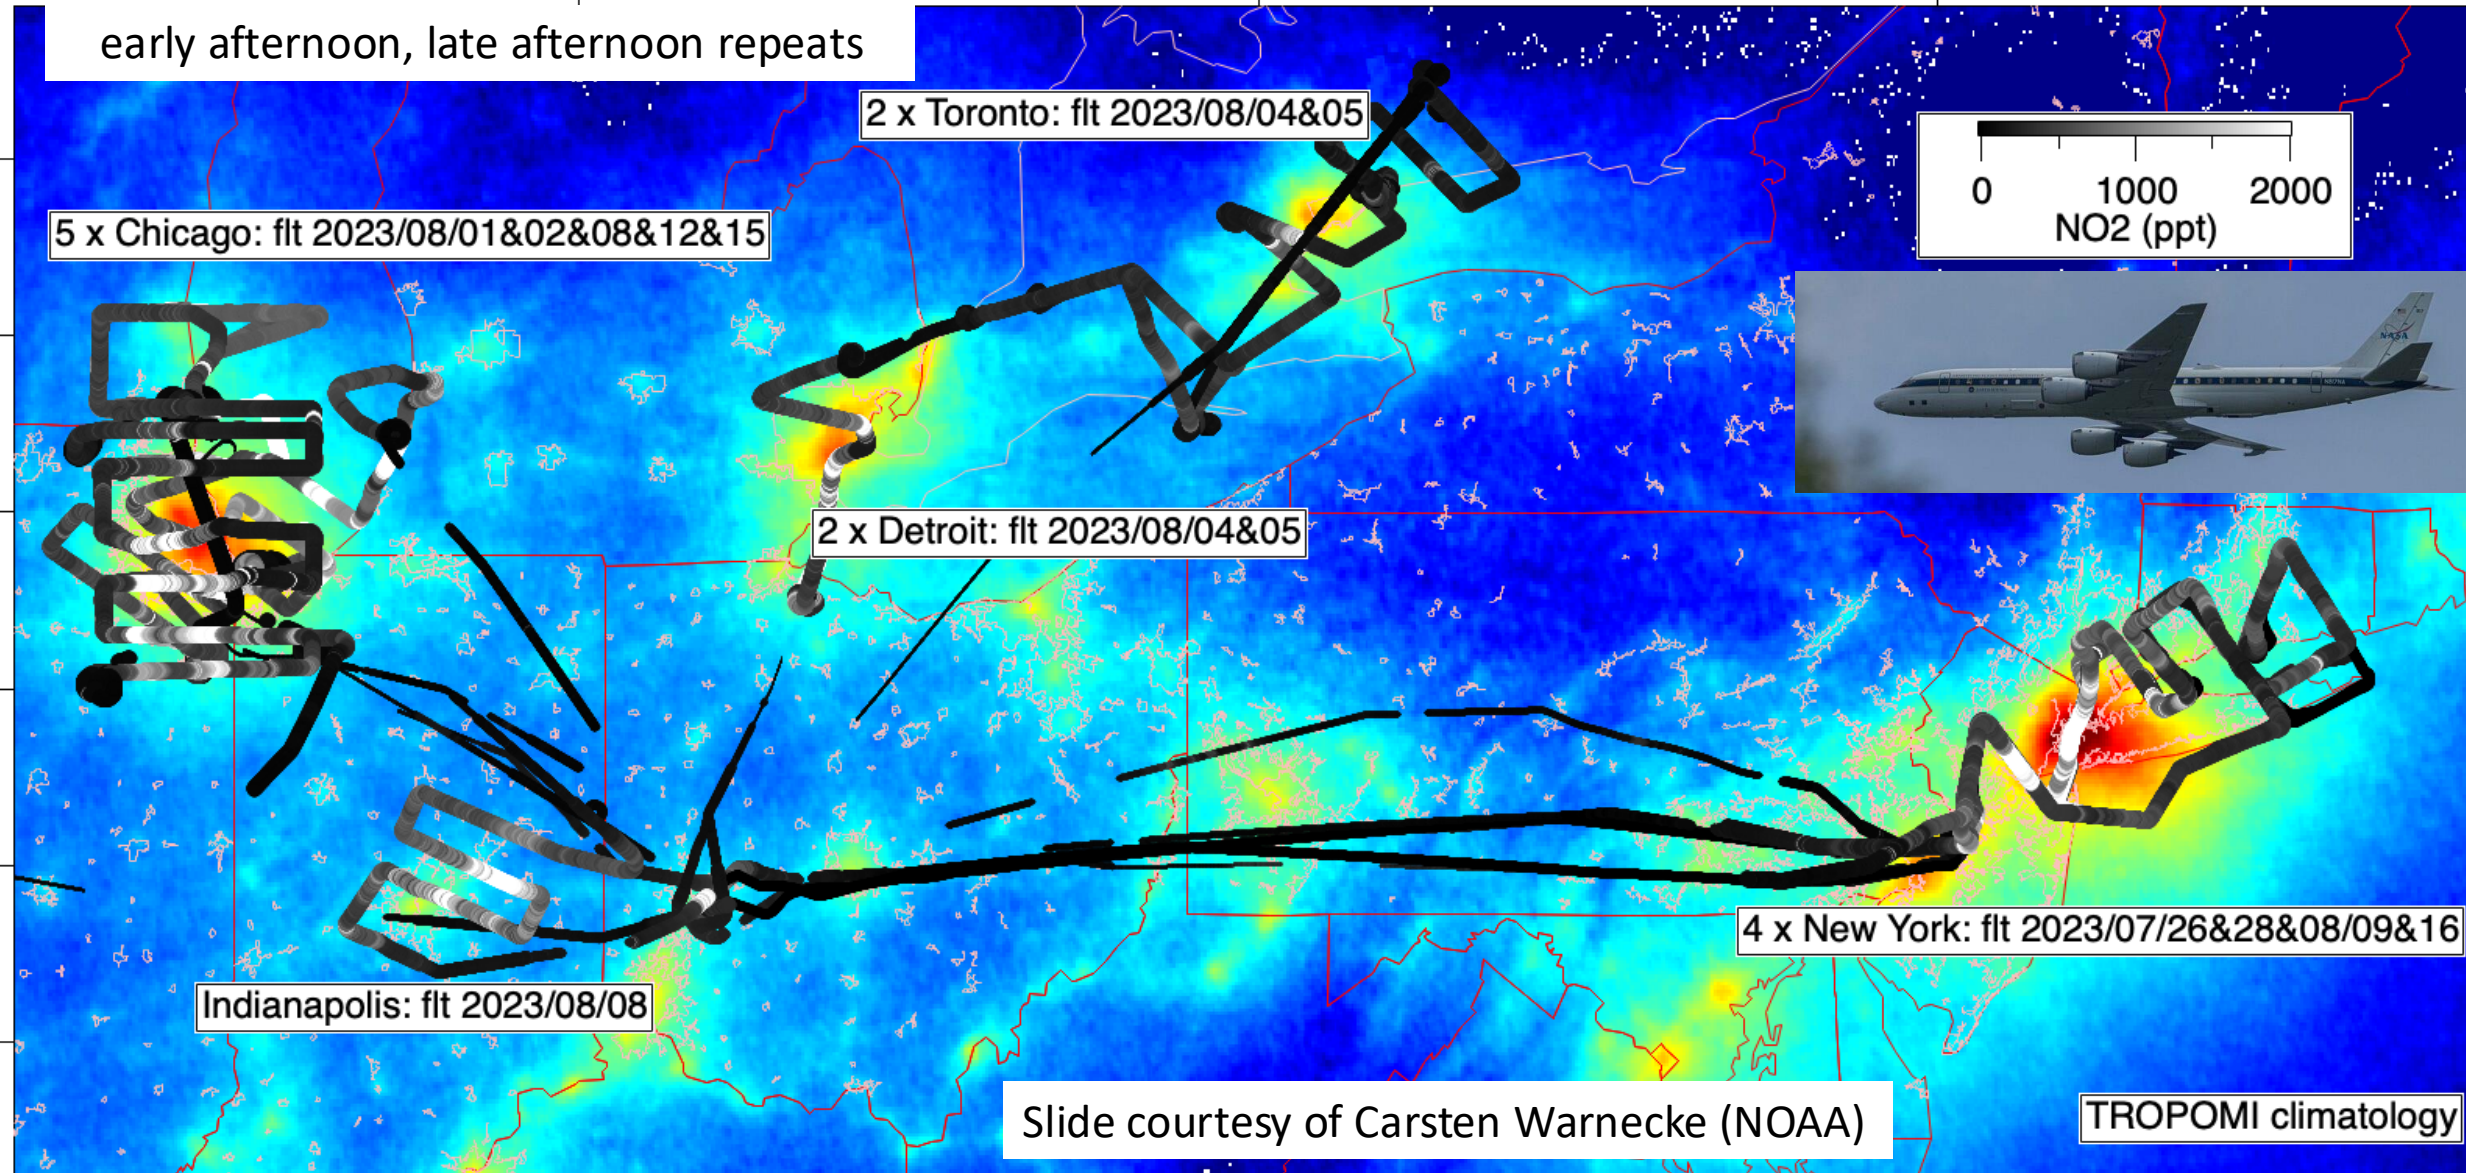 early afternoon, late afternoon repeats
2 x Toronto: flt 2023/08/04&05
5 x Chicago: flt 2023/08/01&02&08&12&15
0 1000 2000
NO2 (ppt)
NASA
2 x Detroit: flt 2023/08/04&05
4 x New York: flt 2023/07/26&28&08/09&16
Indianapolis: flt 2023/08/08
Slide courtesy of Carsten Warnecke (NOAA)
TROPOMI climatology